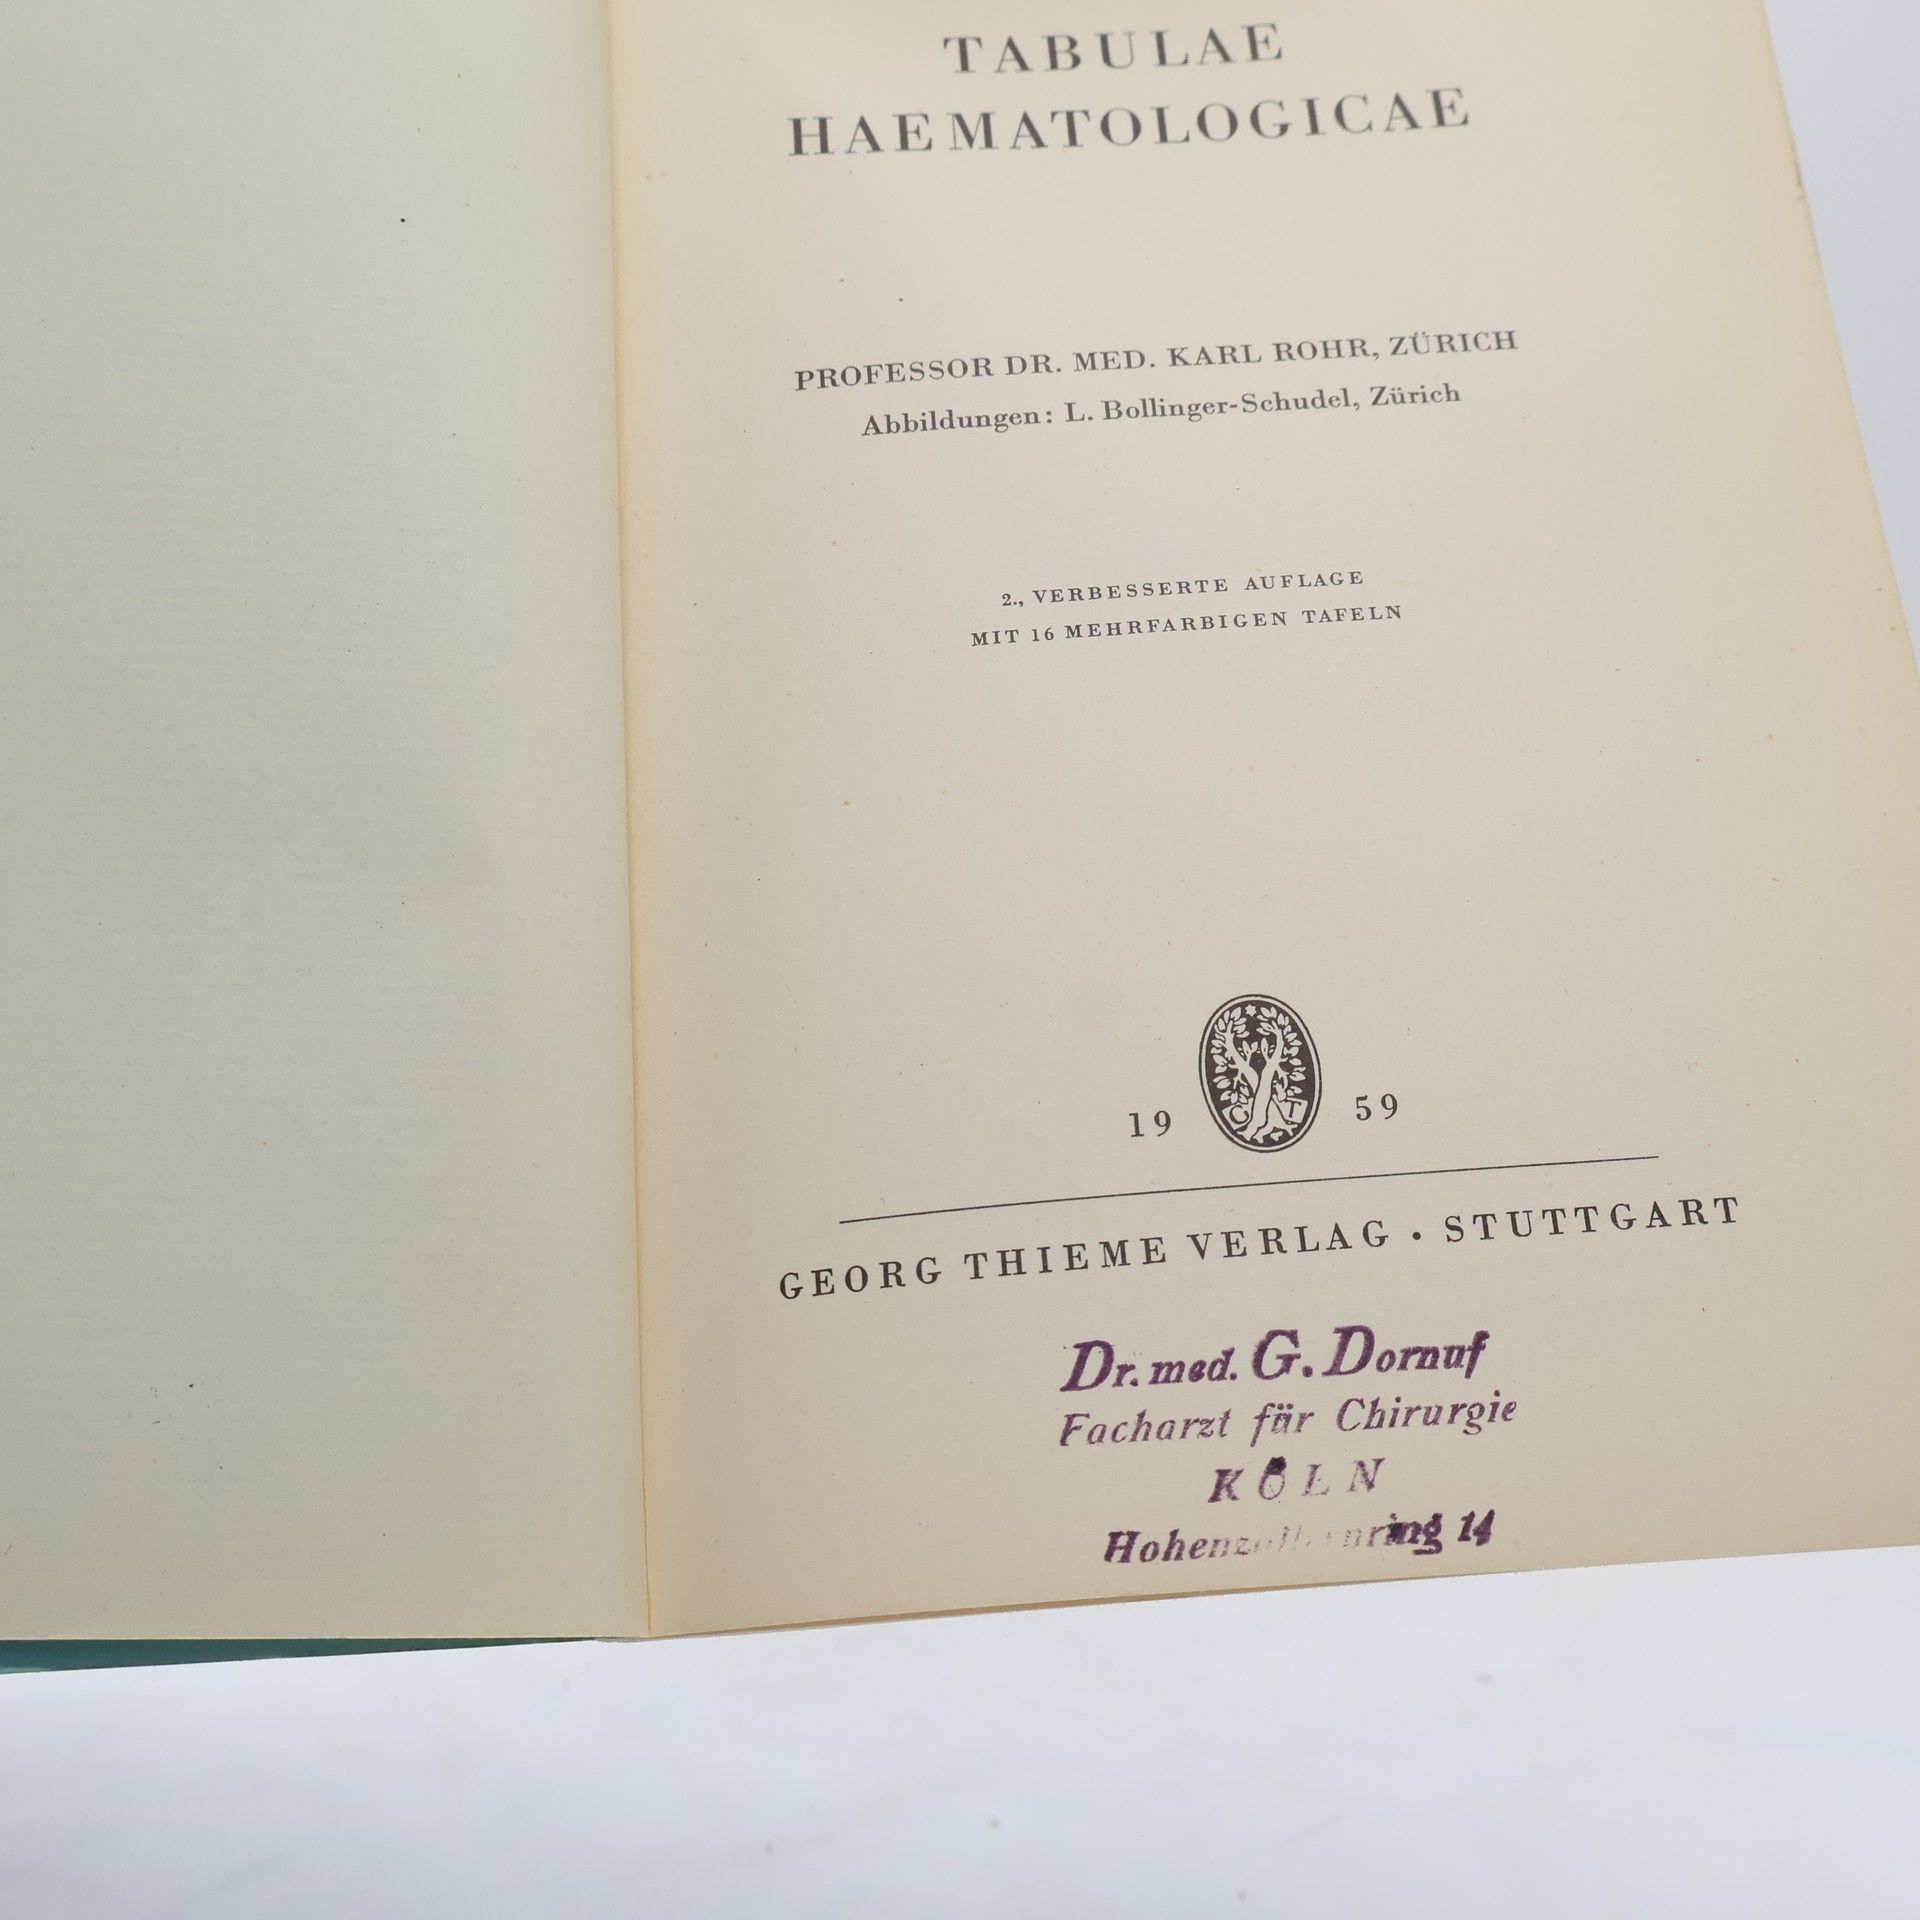 TABULAE
HAEMATOLOGICAE
PROFESSOR DR. MED. KARL ROHR, ZÜRICH
Abbildungen: L. Bollinger-Schudel, Zürich
2., VERBESSERTE AUFLAGE
MIT 16 MEHRFARBIGEN TAFELN
19 G T 59
GEORG THIEME VERLAG · STUTTGART
Dr. med. G. Dornuf
Facharzt für Chirurgie
KÖLN
Hohenzollernring 14